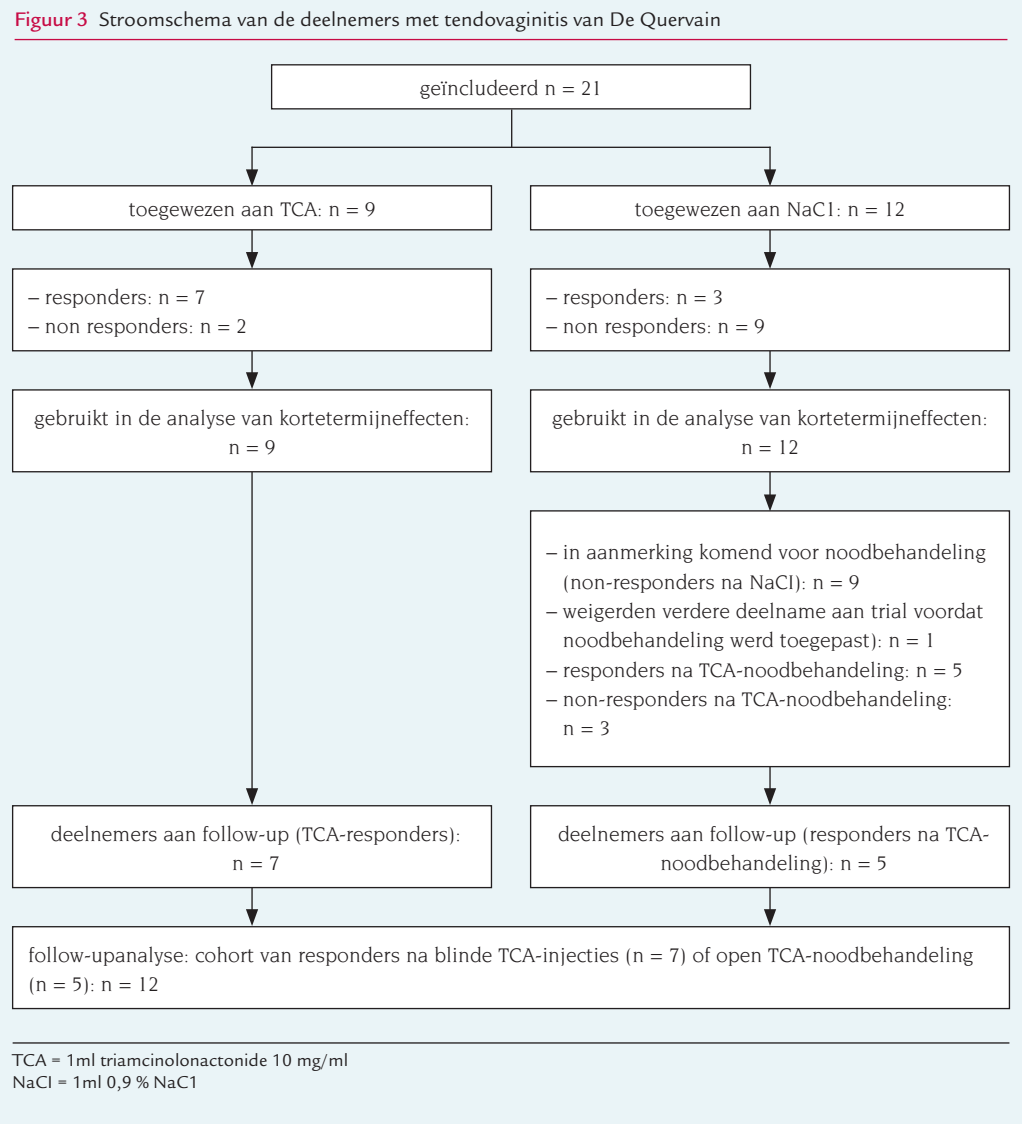 Figuur 3 Stroomschema van de deelnemers met tendovaginitis van De Quervain
geïncludeerd n = 21
toegewezen aan TCA: n = 9
toegewezen aan NaC1: n = 12
– responders: n = 7
– non responders: n = 2
– responders: n = 3
– non responders: n = 9
gebruikt in de analyse van kortetermijneffecten:
n = 9
gebruikt in de analyse van kortetermijneffecten:
n = 12
– in aanmerking komend voor noodbehandeling
(non-responders na NaCI): n = 9
– weigerden verdere deelname aan trial voordat
noodbehandeling werd toegepast): n = 1
– responders na TCA-noodbehandeling: n = 5
– non-responders na TCA-noodbehandeling:
n = 3
deelnemers aan follow-up (TCA-responders):
n = 7
deelnemers aan follow-up (responders na TCA-
noodbehandeling): n = 5
follow-upanalyse: cohort van responders na blinde TCA-injecties (n = 7) of open TCA-noodbehandeling
(n = 5): n = 12
TCA = 1ml triamcinolonactonide 10 mg/ml
NaCI = 1ml 0,9 % NaC1